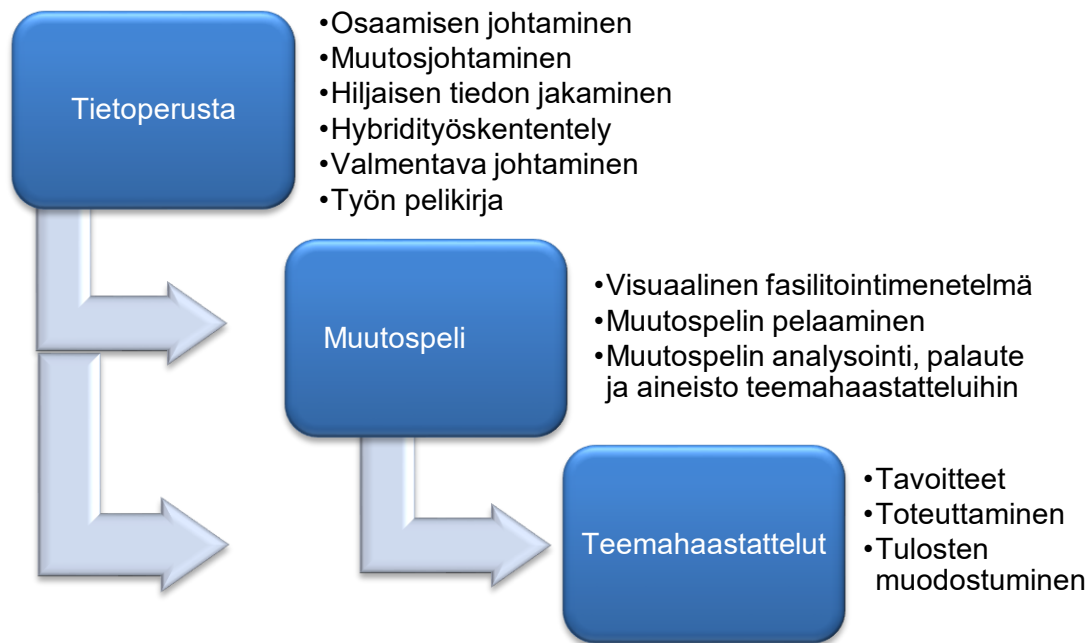 Tietoperusta
•Osaamisen johtaminen
•Muutosjohtaminen
•Hiljaisen tiedon jakaminen
•Hybridityöskententely
•Valmentava johtaminen
•Työn pelikirja
Muutospeli
•Visuaalinen fasilitointimenetelmä
•Muutospelin pelaaminen
•Muutospelin analysointi, palaute
ja aineisto teemahaastatteluihin
Teemahaastattelut
•Tavoitteet
•Toteuttaminen
•Tulosten
muodostuminen